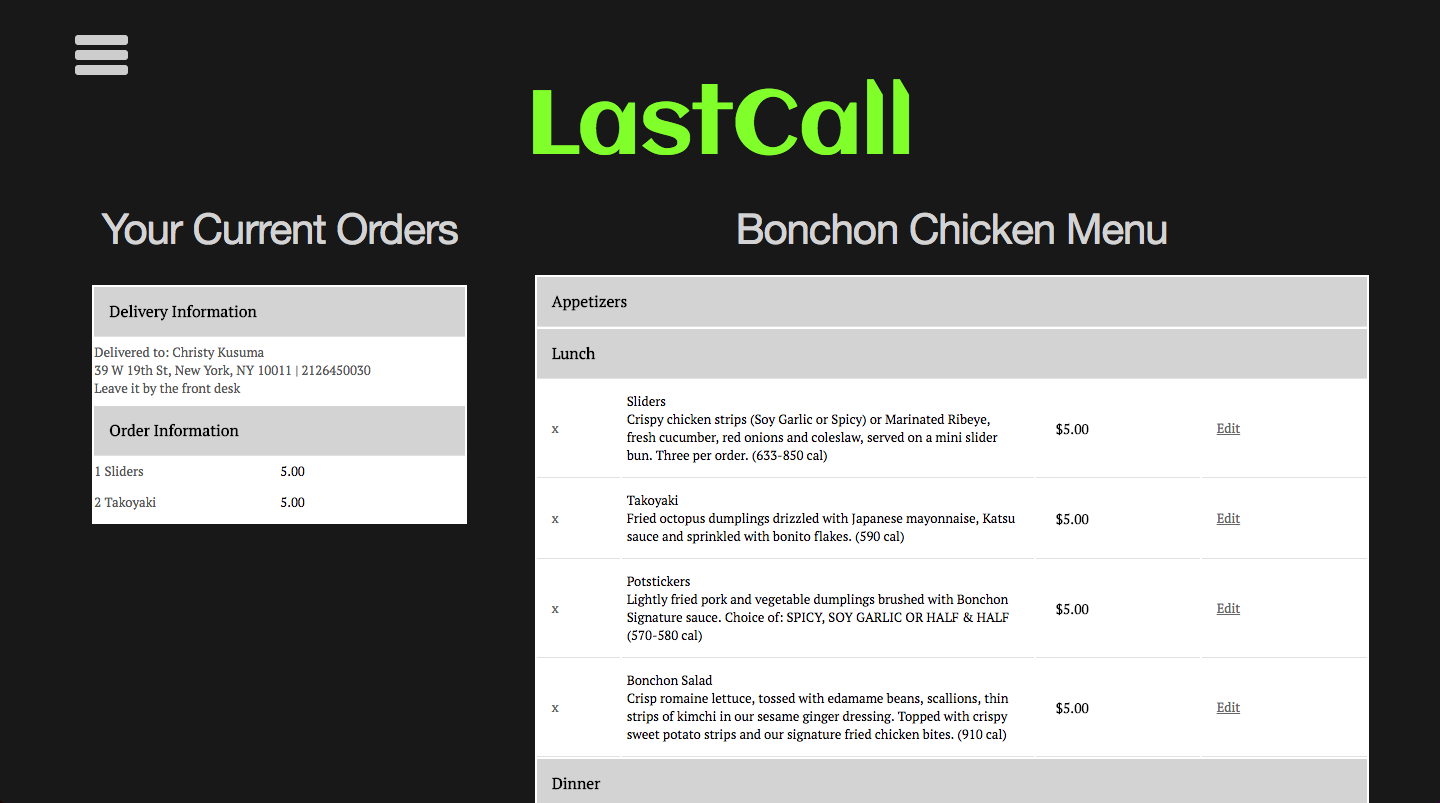 LastCall
Your Current Orders
Delivery Information
Delivered to: Christy Kusuma
39 W 19th St, New York, NY 10011 | 2126450030
Leave it by the front desk
Order Information
1 Sliders 5.00
2 Takoyaki 5.00
Bonchon Chicken Menu
Appetizers
Lunch
Sliders
Crispy chicken strips (Soy Garlic or Spicy) or Marinated Ribeye,
x
fresh cucumber, red onions and coleslaw, served on a mini slider
bun. Three per order. (633-850 cal)
$5.00
Edit
Takoyaki
x
Fried octopus dumplings drizzled with Japanese mayonnaise, Katsu
sauce and sprinkled with bonito flakes. (590 cal)
$5.00
Edit
Potstickers
Lightly fried pork and vegetable dumplings brushed with Bonchon
x
Signature sauce. Choice of: SPICY, SOY GARLIC OR HALF & HALF
(570-580 cal)
$5.00
Edit
Bonchon Salad
Crisp romaine lettuce, tossed with edamame beans, scallions, thin
x
strips of kimchi in our sesame ginger dressing. Topped with crispy
sweet potato strips and our signature fried chicken bites. (910 cal)
$5.00
Edit
Dinner